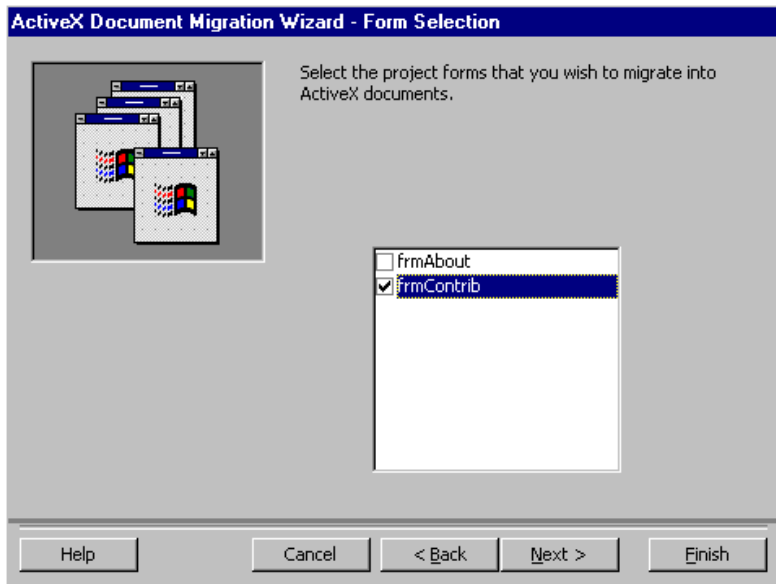 ActiveX Document Migration Wizard - Form Selection
Select the project forms that you wish to migrate into
ActiveX documents.
frmAbout
frmContrib
Help
Cancel
< Back
Next >
Finish